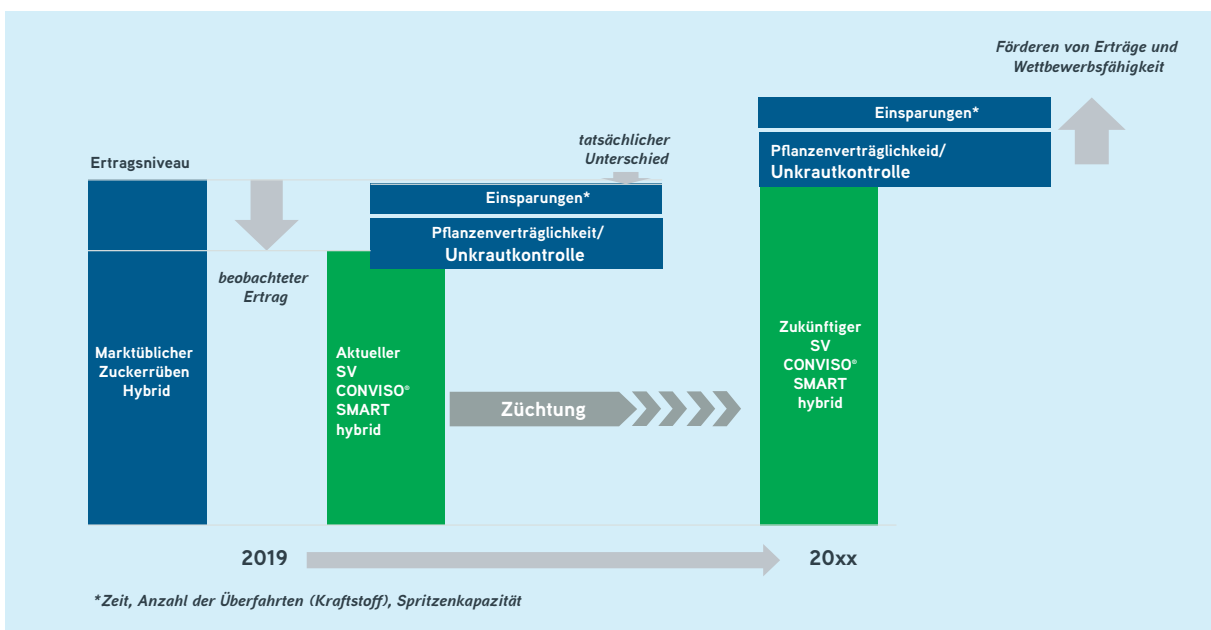 Förderen von Erträge und
Wettbewerbsfähigkeit
Einsparungen*
Pflanzenverträglichkeid/
Unkrautkontrolle
tatsächlicher
Unterschied
Ertragsniveau
Einsparungen*
Pflanzenverträglichkeit/
Unkrautkontrolle
beobachteter
Ertrag
Marktüblicher
Zuckerrüben
Hybrid
Aktueller
SV
CONVISO®
SMART
hybrid
Züchtung
Zukünftiger
SV
CONVISO®
SMART
hybrid
2019
20xx
*Zeit, Anzahl der Überfahrten (Kraftstoff), Spritzenkapazität